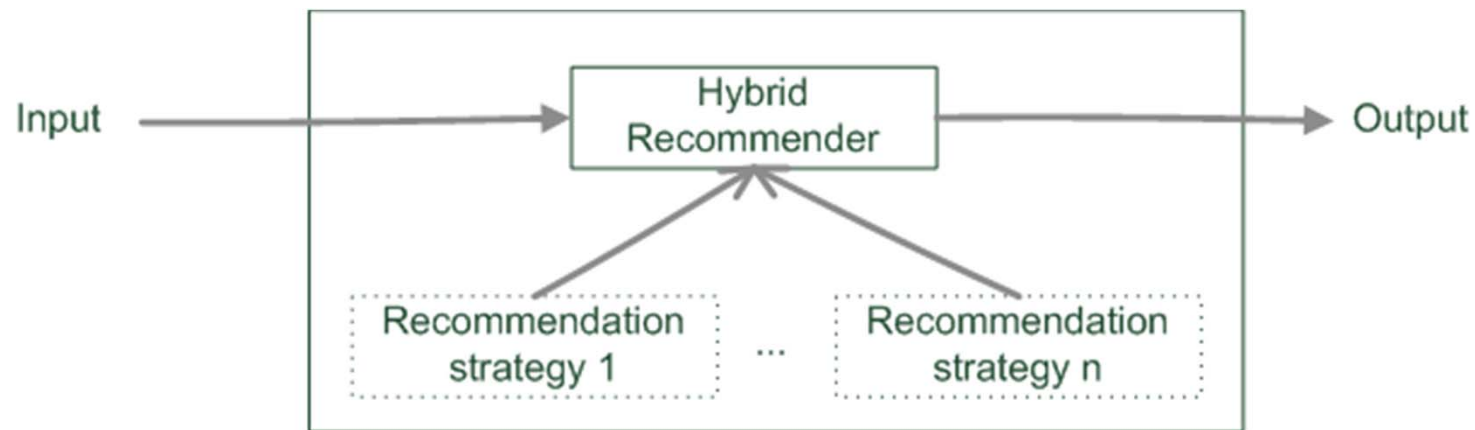 Input
Hybrid
Recommender
Output
Recommendation
strategy 1
...
Recommendation
strategy n